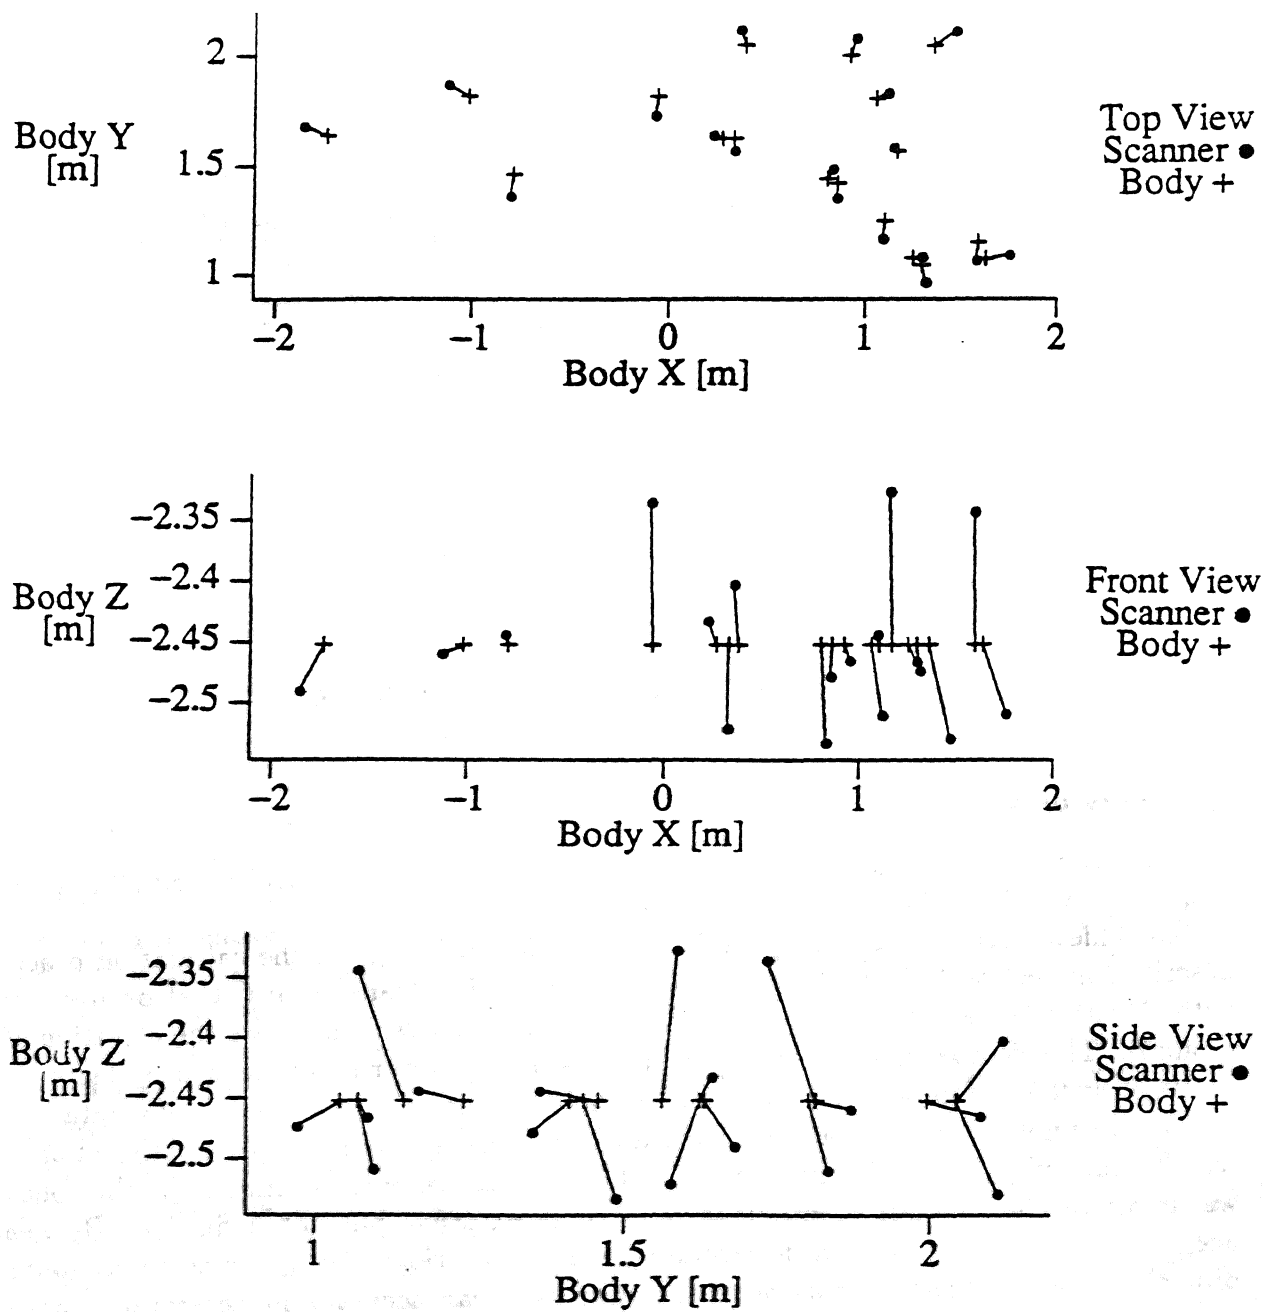 2
Body Y
[m]
1.5
1
Top View
Scanner ●
Body +
−2
−1
0
1
2
Body X [m]
−2.35
−2.4
−2.45
−2.5
Body Z
[m]
Front View
Scanner ●
Body +
−2
−1
0
1
2
Body X [m]
−2.35
−2.4
−2.45
−2.5
Body Z
[m]
Side View
Scanner ●
Body +
1
1.5
2
Body Y [m]